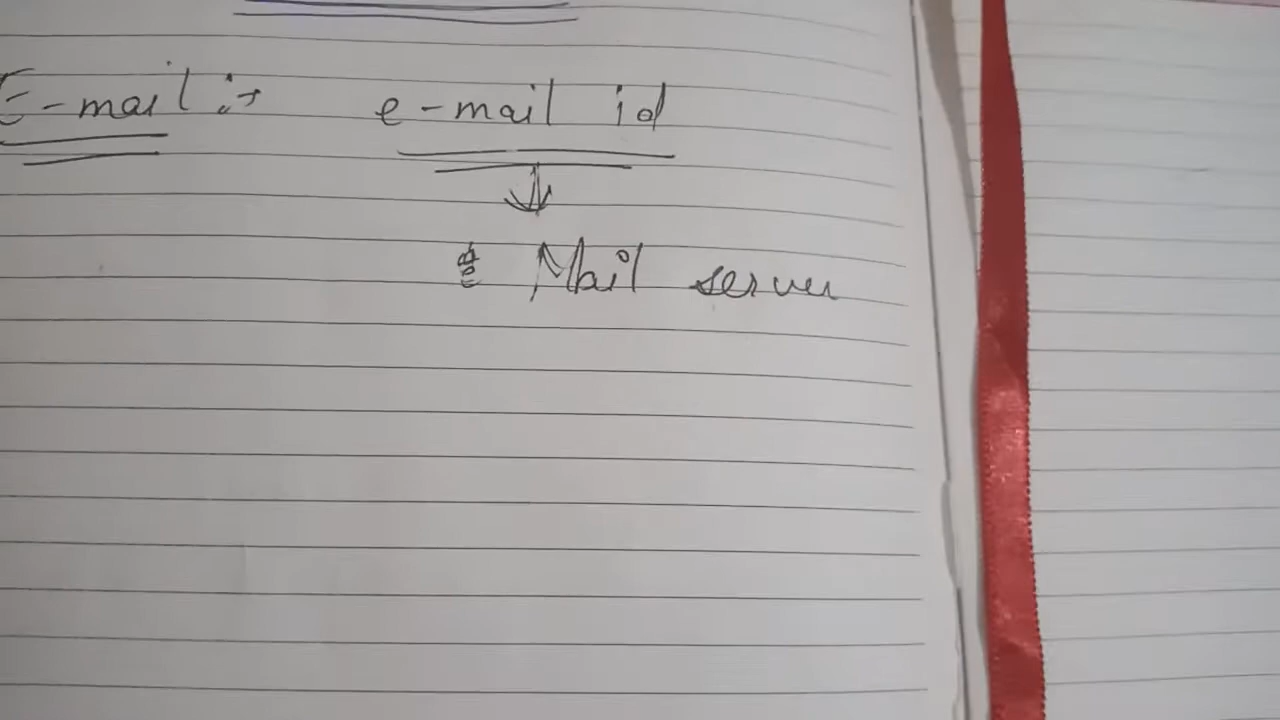 E-mail :→ e-mail id
↓
Mail server